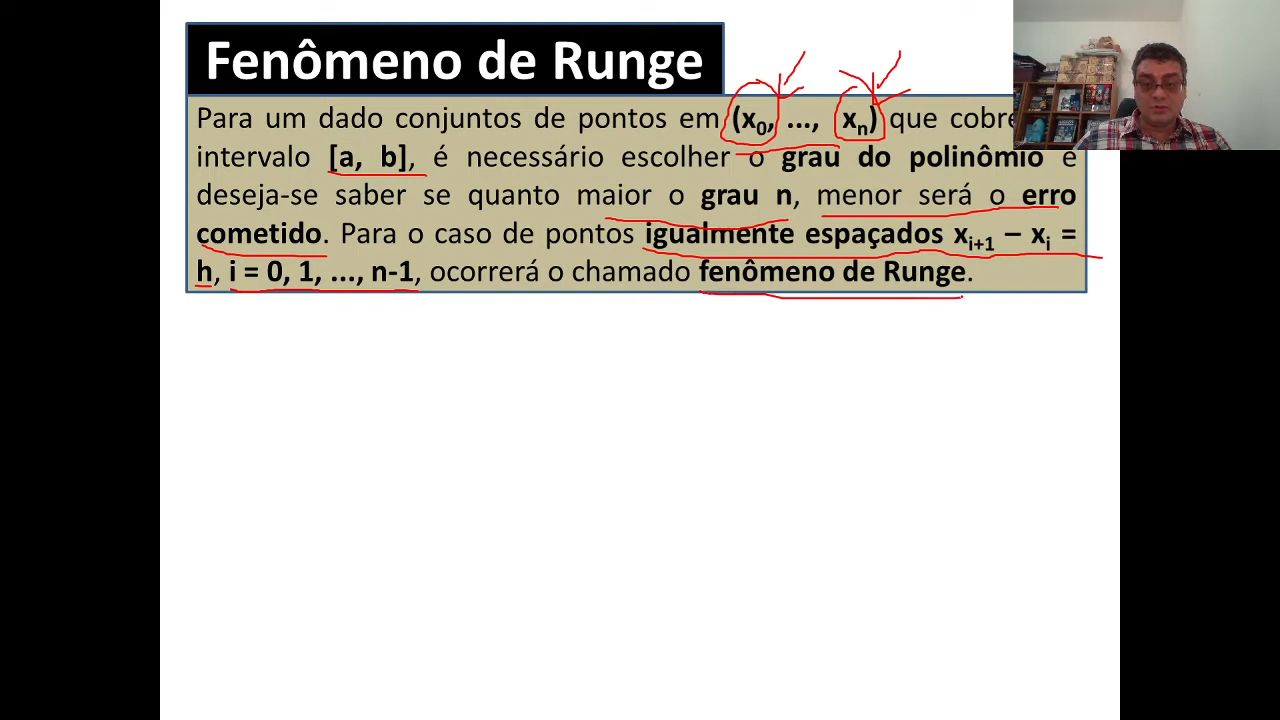 Fenômeno de Runge
Para um dado conjuntos de pontos em (x0, ..., xn) que cobre
intervalo [a, b], é necessário escolher o grau do polinômio e
deseja-se saber se quanto maior o grau n, menor será o erro
cometido. Para o caso de pontos igualmente espaçados xi+1 – xi =
h, i = 0, 1, ..., n-1, ocorrerá o chamado fenômeno de Runge.